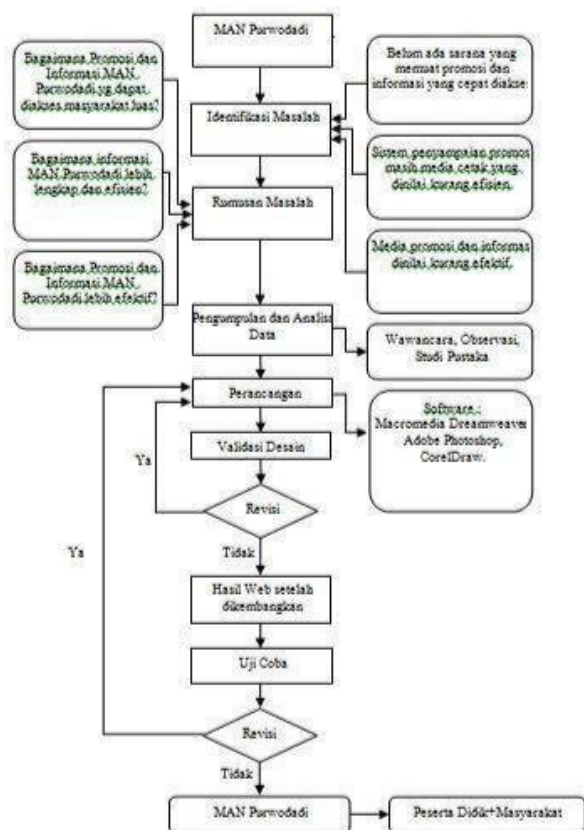 MAN Purwodadi
Bagaimana Promosi dan
Informasi MAN
Purwodadi yg dapat
diakses masyarakat luas?
Belum ada sarana yang
memuat promosi dan
informasi yang cepat diakse
Identifikasi Masalah
Bagaimana informasi
MAN Purwodadi lebih
lengkap dan efisien?
Sistem penyampaian promos
masih media cetak yang
dinilai kurang efisien.
Rumusan Masalah
Bagaimana Promosi dan
Informasi MAN
Purwodadi lebih efektif?
Media promosi dan informas
dinilai kurang efektif.
Pengumpulan dan Analisa
Data
Wawancara, Observasi,
Studi Pustaka
Perancangan
Software :
Macromedia Dreamweaver
Adobe Photoshop,
CorelDraw.
Validasi Desain
Ya
Revisi
Ya
Tidak
Hasil Web setelah
dikembangkan
Uji Coba
Revisi
Tidak
MAN Purwodadi
Peserta Didik+Masyarakat